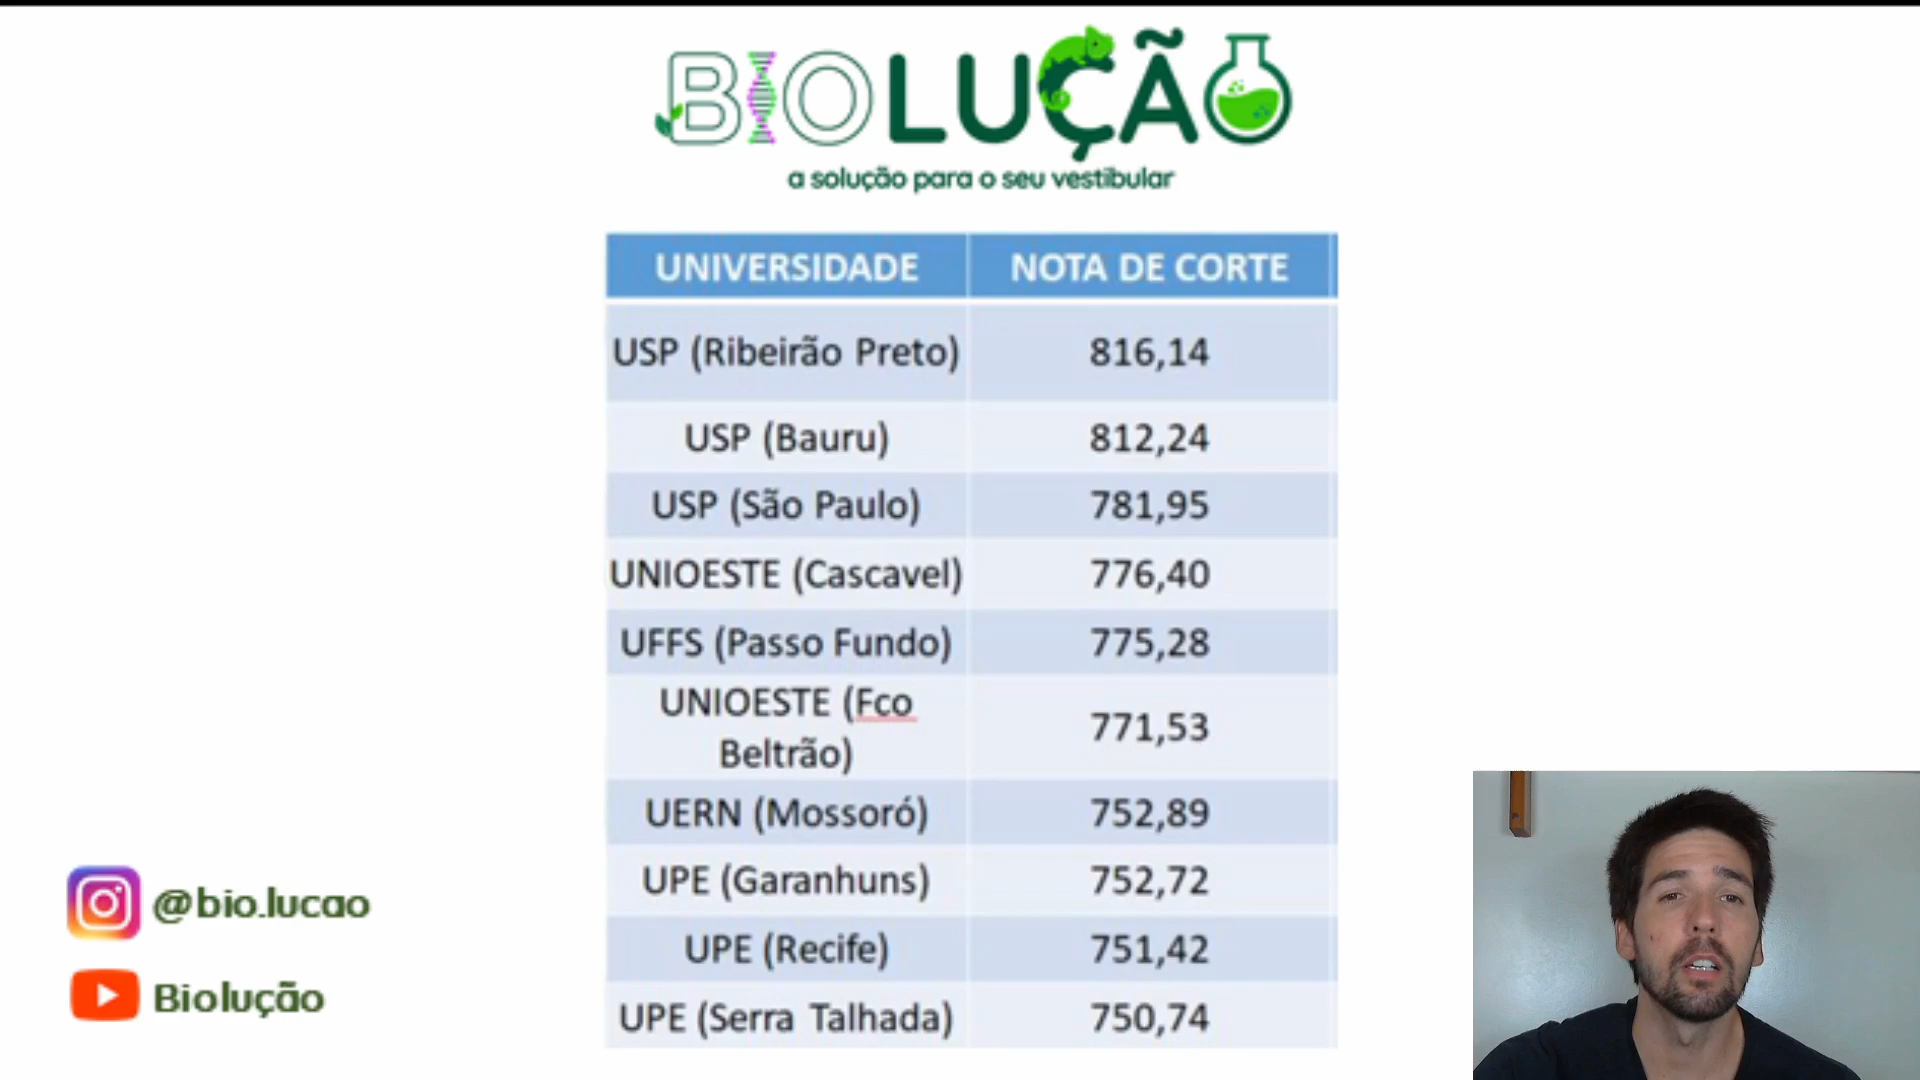 BIOLUÇÃO
a solução para o seu vestibular
UNIVERSIDADE NOTA DE CORTE
USP (Ribeirão Preto) 816,14
USP (Bauru) 812,24
USP (São Paulo) 781,95
UNIOESTE (Cascavel) 776,40
UFFS (Passo Fundo) 775,28
UNIOESTE (Fco
Beltrão) 771,53
UERN (Mossoró) 752,89
UPE (Garanhuns) 752,72
UPE (Recife) 751,42
UPE (Serra Talhada) 750,74
@bio.lucao
Biolução